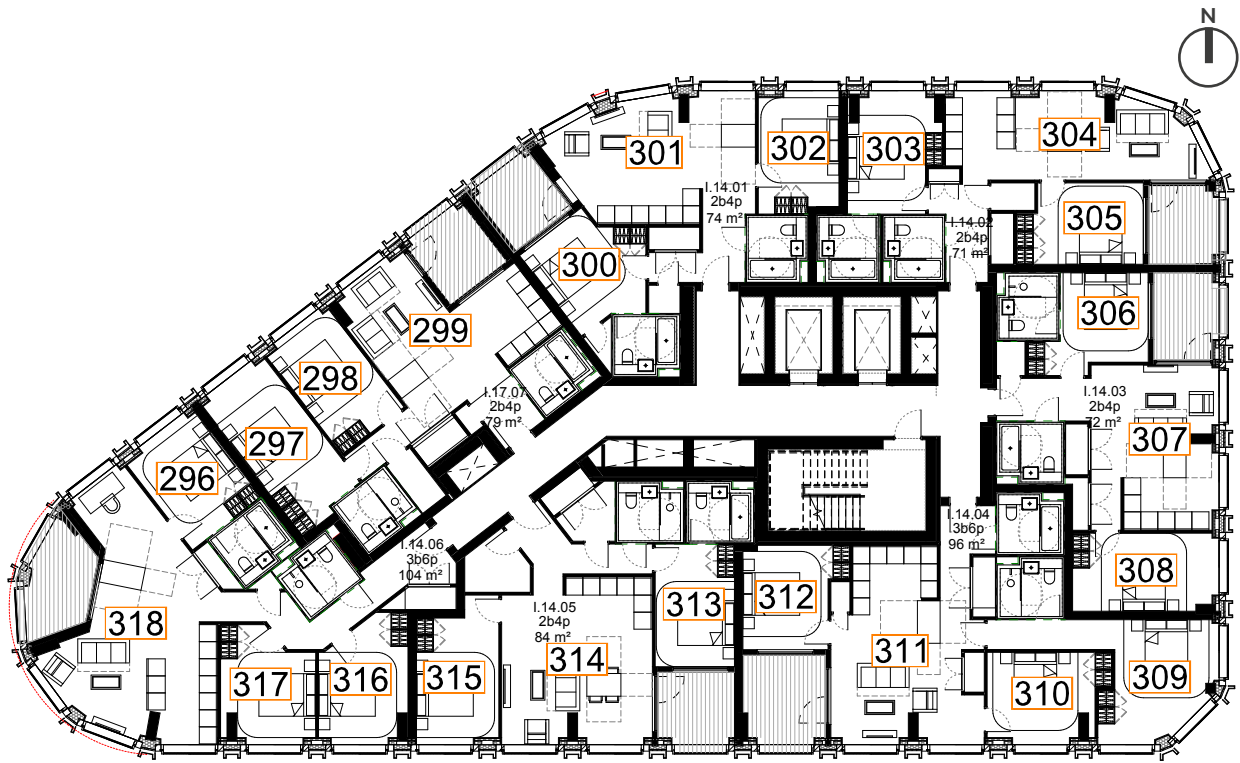 N
301
302
303
304
I.14.01
2b4p
74 m²
I.14.02
2b4p
71 m²
305
300
306
299
298
I.17.07
2b4p
79 m²
I.14.03
2b4p
72 m²
307
297
296
I.14.04
3b6p
96 m²
I.14.06
3b6p
104 m²
308
312
313
I.14.05
2b4p
84 m²
318
311
314
317
316
315
310
309